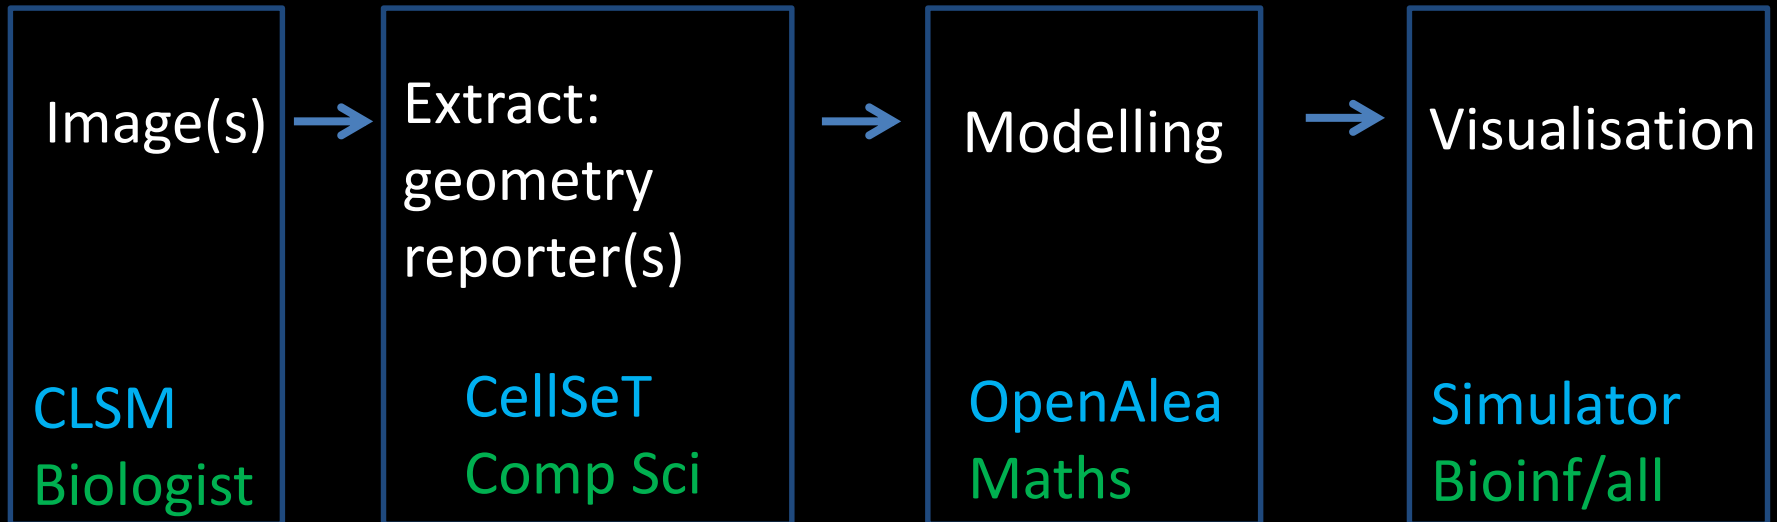 Image(s)
CLSM
Biologist
Extract:
geometry
reporter(s)
CellSeT
Comp Sci
Modelling
OpenAlea
Maths
Visualisation
Simulator
Bioinf/all